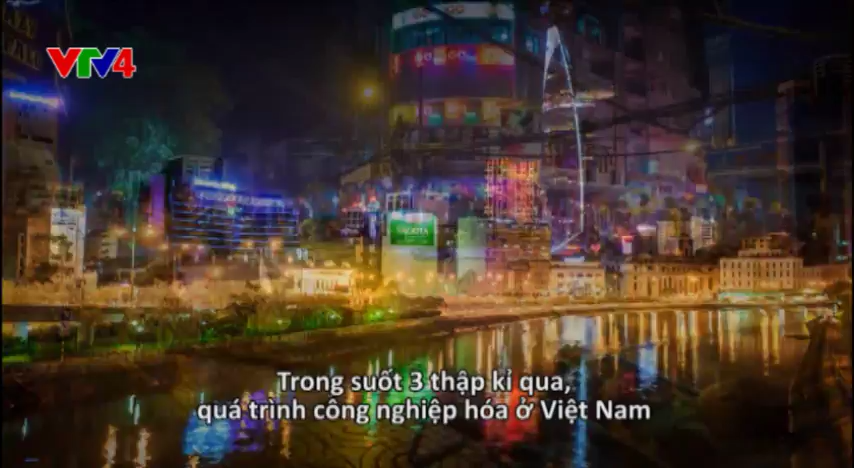 VTV4
Trong suốt 3 thập kỉ qua,
quá trình công nghiệp hóa ở Việt Nam